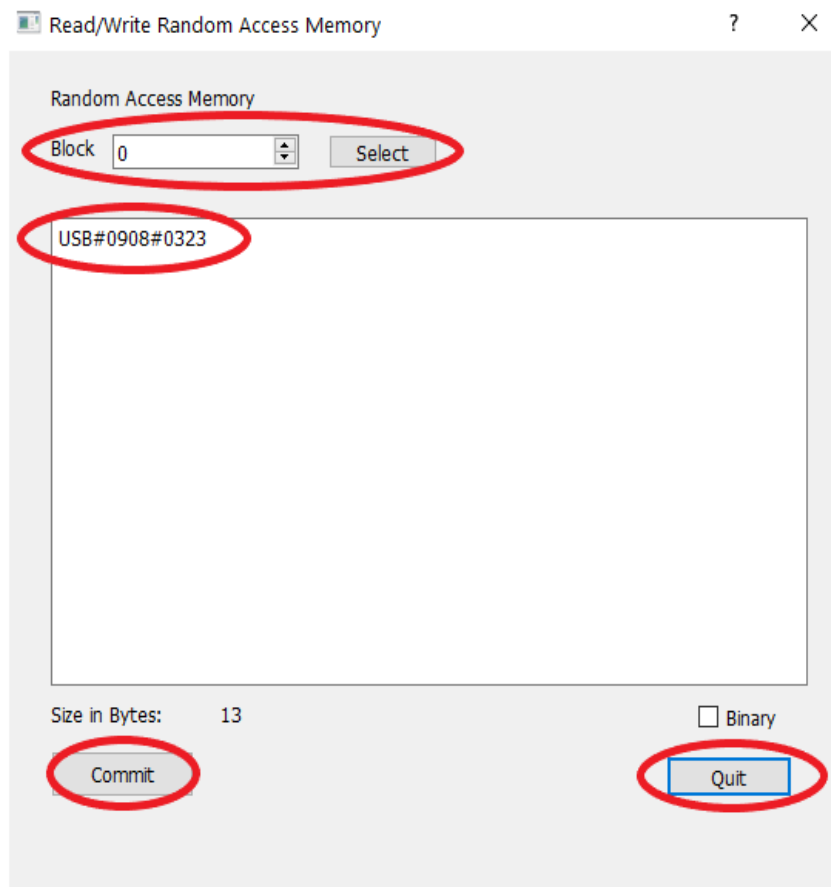 Read/Write Random Access Memory ?
Random Access Memory
Block 0 Select
USB#0908#0323
Size in Bytes: 13 Binary
Commit Quit